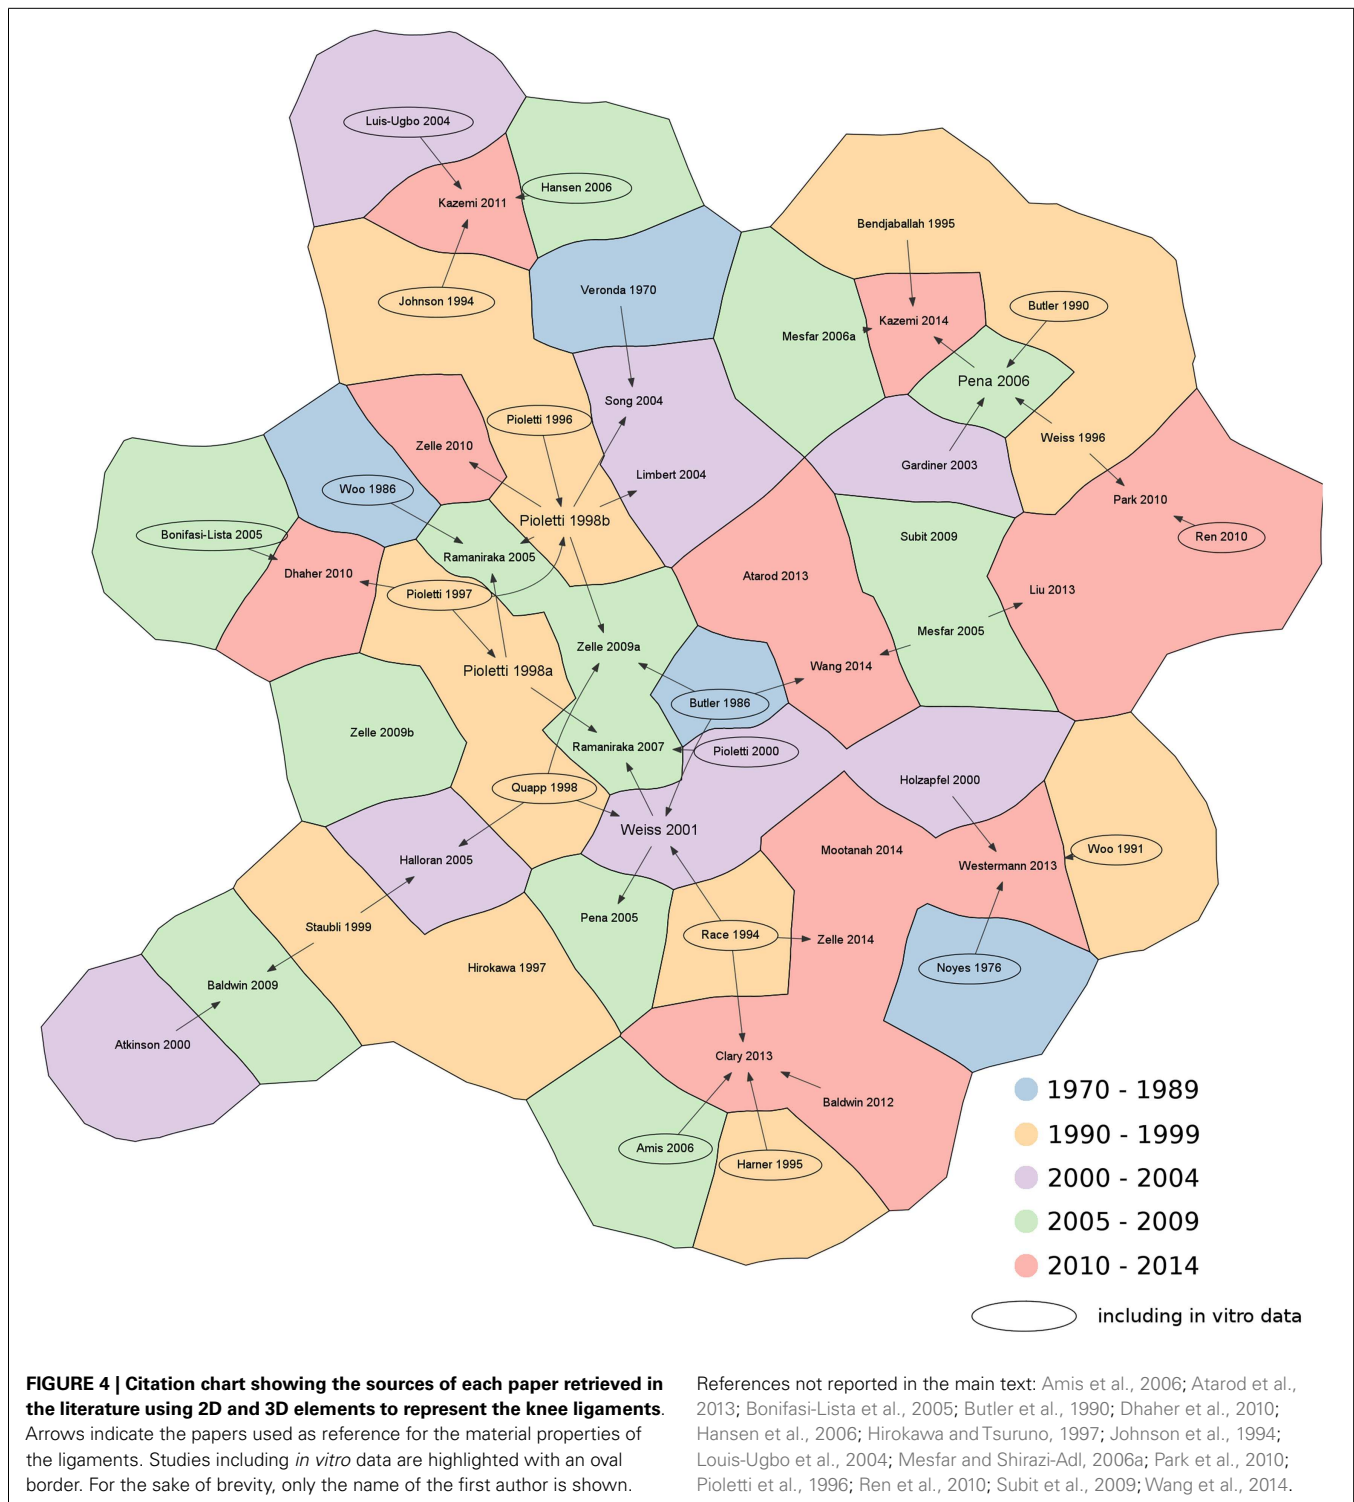 Luis-Ugbo 2004
Hansen 2006
Kazemi 2011
Bendjaballah 1995
Veronda 1970
Johnson 1994
Butler 1990
Kazemi 2014
Mesfar 2006a
Pena 2006
Song 2004
Pioletti 1996
Weiss 1996
Zelle 2010
Gardiner 2003
Limbert 2004
Woo 1986
Park 2010
Pioletti 1998b
Bonifasi-Lista 2005
Subit 2009
Ren 2010
Ramaniraka 2005
Dhaher 2010
Atarod 2013
Liu 2013
Pioletti 1997
Mesfar 2005
Zelle 2009a
Wang 2014
Pioletti 1998a
Butler 1986
Zelle 2009b
Ramaniraka 2007
Pioletti 2000
Holzapfel 2000
Quapp 1998
Weiss 2001
Mootanah 2014
Woo 1991
Halloran 2005
Westermann 2013
Pena 2005
Staubli 1999
Race 1994
Zelle 2014
Hirokawa 1997
Noyes 1976
Baldwin 2009
Atkinson 2000
Clary 2013
Baldwin 2012
Amis 2006
Harner 1995
1970 - 1989
1990 - 1999
2000 - 2004
2005 - 2009
2010 - 2014
including in vitro data
FIGURE 4 | Citation chart showing the sources of each paper retrieved in
the literature using 2D and 3D elements to represent the knee ligaments.
Arrows indicate the papers used as reference for the material properties of
the ligaments. Studies including in vitro data are highlighted with an oval
border. For the sake of brevity, only the name of the first author is shown.
References not reported in the main text: Amis et al., 2006; Atarod et al.,
2013; Bonifasi-Lista et al., 2005; Butler et al., 1990; Dhaher et al., 2010;
Hansen et al., 2006; Hirokawa and Tsuruno, 1997; Johnson et al., 1994;
Louis-Ugbo et al., 2004; Mesfar and Shirazi-Adl, 2006a; Park et al., 2010;
Pioletti et al., 1996; Ren et al., 2010; Subit et al., 2009; Wang et al., 2014.